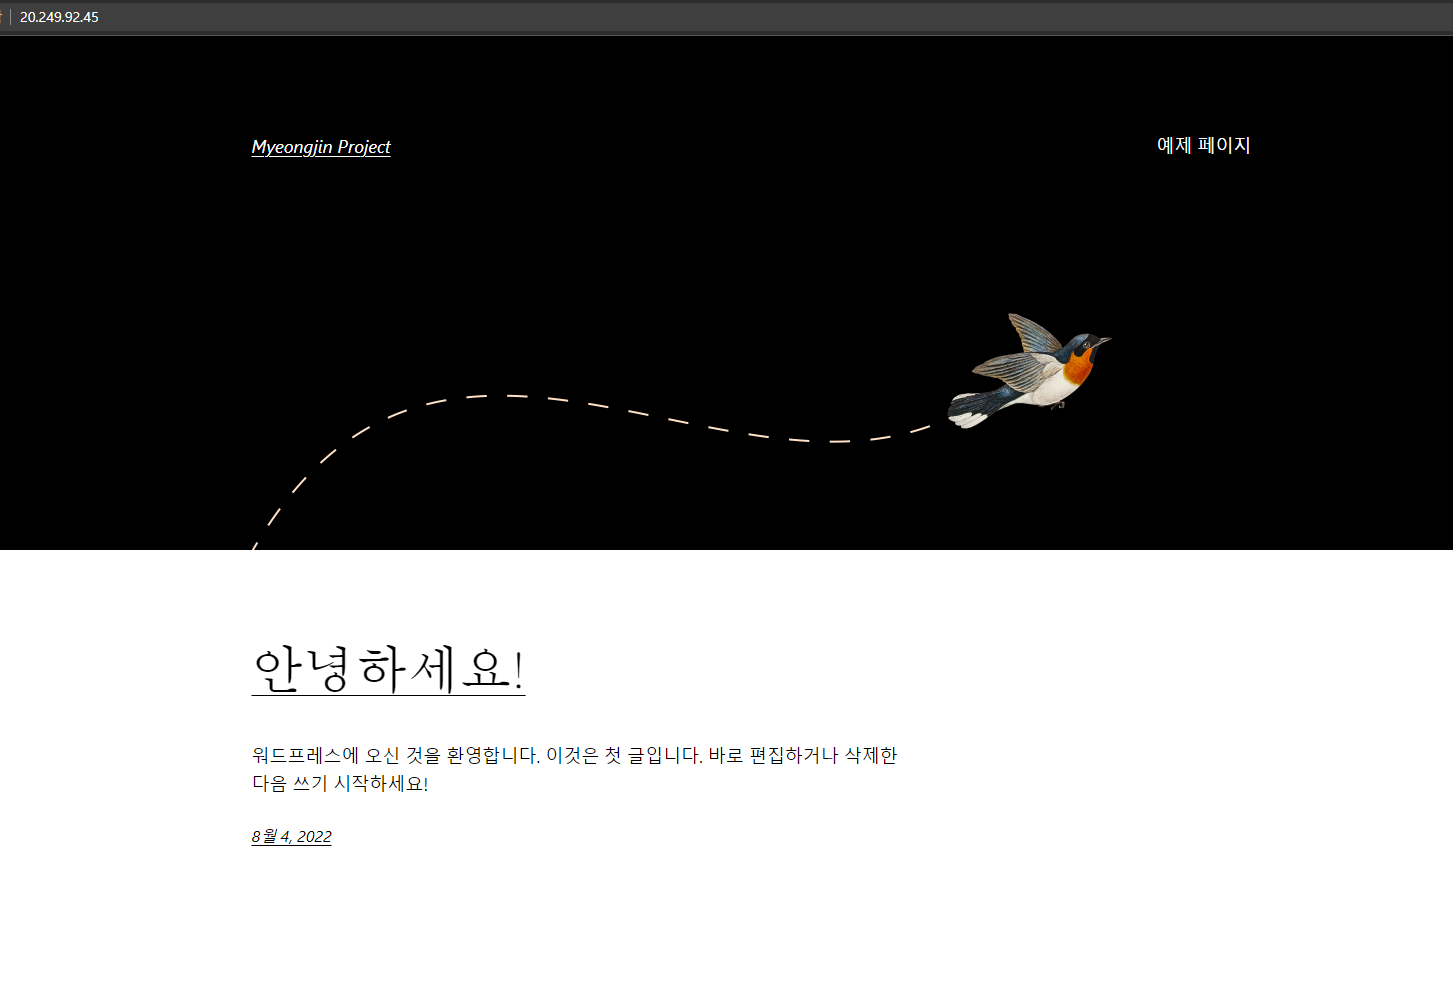 20.249.92.45
Myeongjin Project
예제 페이지
안녕하세요!
워드프레스에 오신 것을 환영합니다. 이것은 첫 글입니다. 바로 편집하거나 삭제한
다음 쓰기 시작하세요!
8월 4, 2022